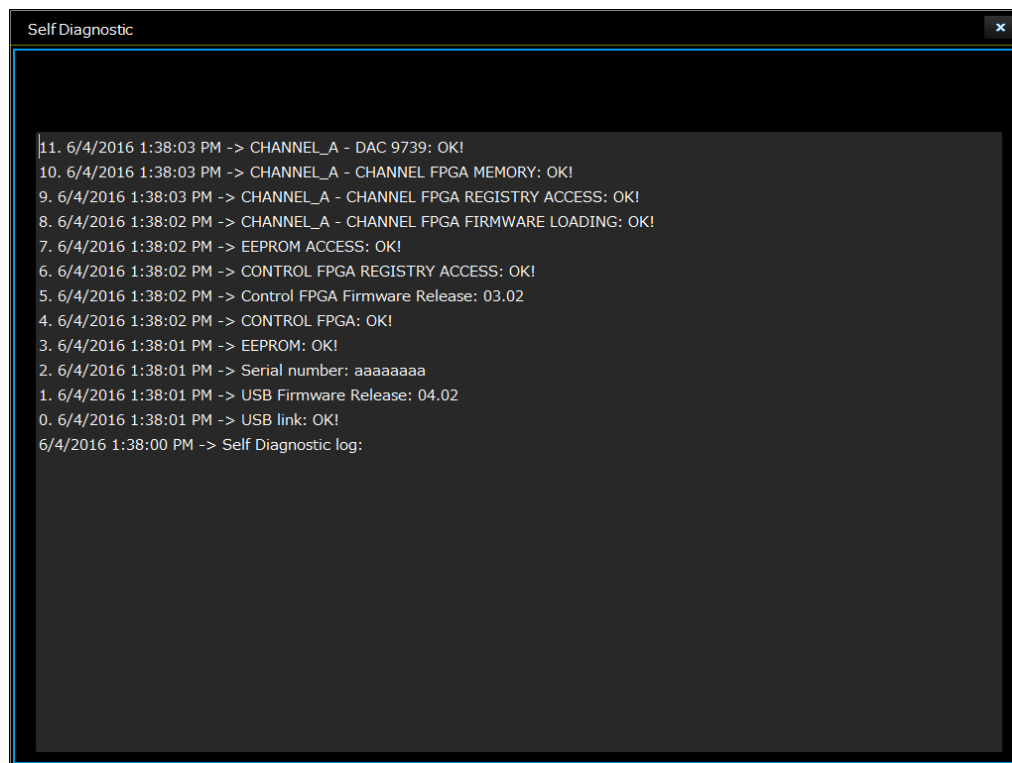 Self Diagnostic
11. 6/4/2016 1:38:03 PM -> CHANNEL_A - DAC 9739: OK!
10. 6/4/2016 1:38:03 PM -> CHANNEL_A - CHANNEL FPGA MEMORY: OK!
9. 6/4/2016 1:38:03 PM -> CHANNEL_A - CHANNEL FPGA REGISTRY ACCESS: OK!
8. 6/4/2016 1:38:02 PM -> CHANNEL_A - CHANNEL FPGA FIRMWARE LOADING: OK!
7. 6/4/2016 1:38:02 PM -> EEPROM ACCESS: OK!
6. 6/4/2016 1:38:02 PM -> CONTROL FPGA REGISTRY ACCESS: OK!
5. 6/4/2016 1:38:02 PM -> Control FPGA Firmware Release: 03.02
4. 6/4/2016 1:38:02 PM -> CONTROL FPGA: OK!
3. 6/4/2016 1:38:01 PM -> EEPROM: OK!
2. 6/4/2016 1:38:01 PM -> Serial number: aaaaaaaa
1. 6/4/2016 1:38:01 PM -> USB Firmware Release: 04.02
0. 6/4/2016 1:38:01 PM -> USB link: OK!
6/4/2016 1:38:00 PM -> Self Diagnostic log: